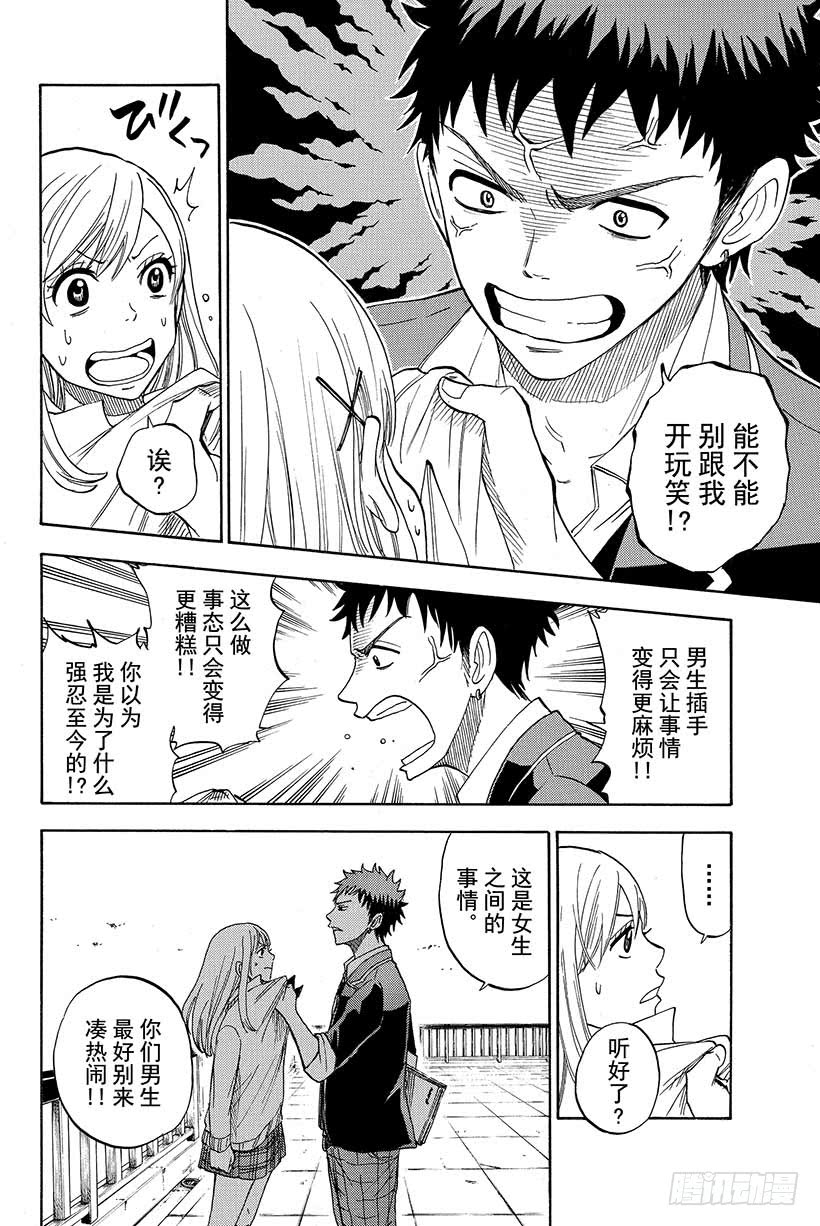 能不能
别跟我
开玩笑!?
びくっ
诶?
男生插手
只会让事情
变得更麻烦!!
这么做
事态只会变得
更糟糕!!
你以为
我是为了什么
强忍至今的!?
……
听好了?
这是女生
之间的
事情。
你们男生
最好别来
凑热闹!!
腾讯动漫